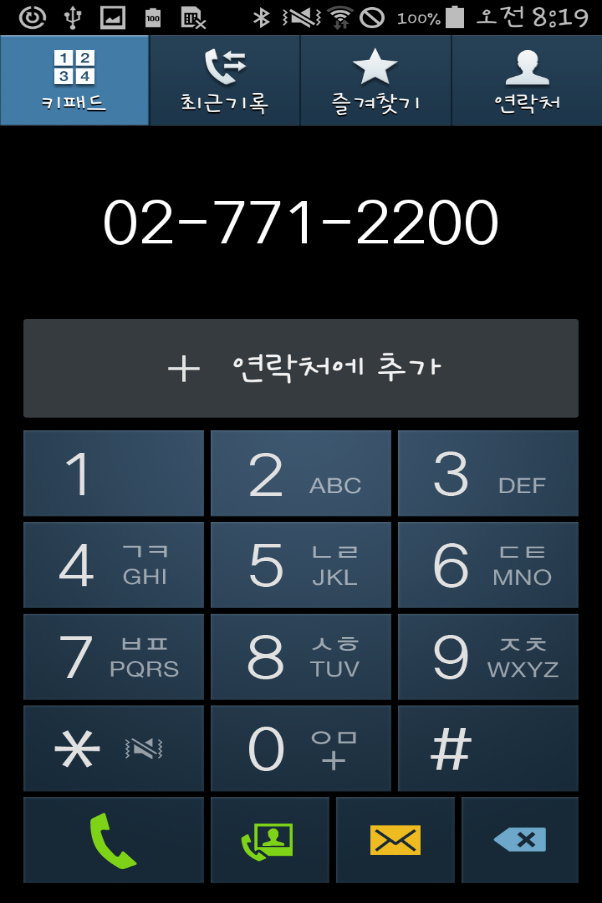 100 100% 오전 8:19
1 2
3 4
키패드 최근기록 즐겨찾기 연락처
02-771-2200
+ 연락처에 추가
1 2 ABC 3 DEF
4 ㄱㅋ GHI 5 ㄴㄹ JKL 6 ㄷㅌ MNO
7 ㅂㅍ PQRS 8 ㅅㅎ TUV 9 ㅈㅊ WXYZ
* 0 ㅇㅁ + #